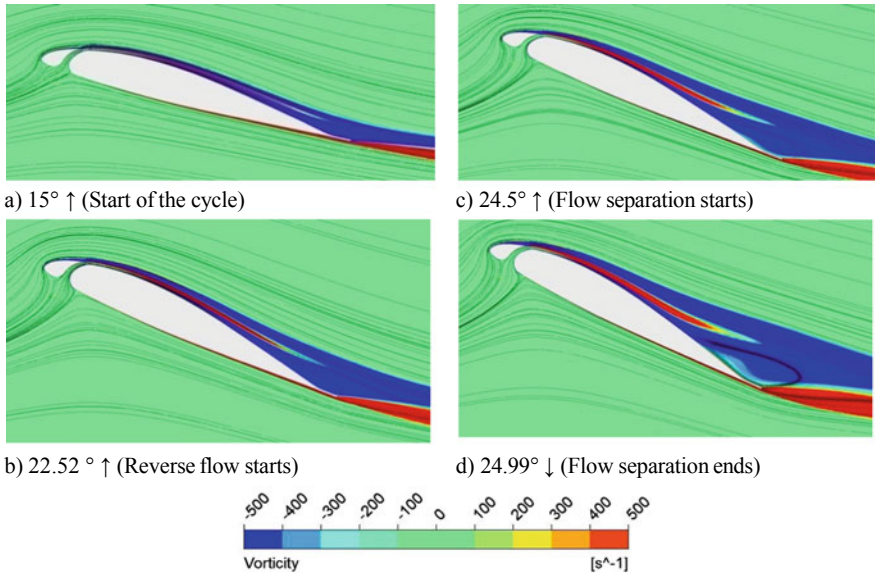 a) 15° ↑ (Start of the cycle)
c) 24.5° ↑ (Flow separation starts)
b) 22.52 ° ↑ (Reverse flow starts)
d) 24.99° ↓ (Flow separation ends)
-500 -400 -300 -200 -100 0 100 200 300 400 500
Vorticity [s^-1]